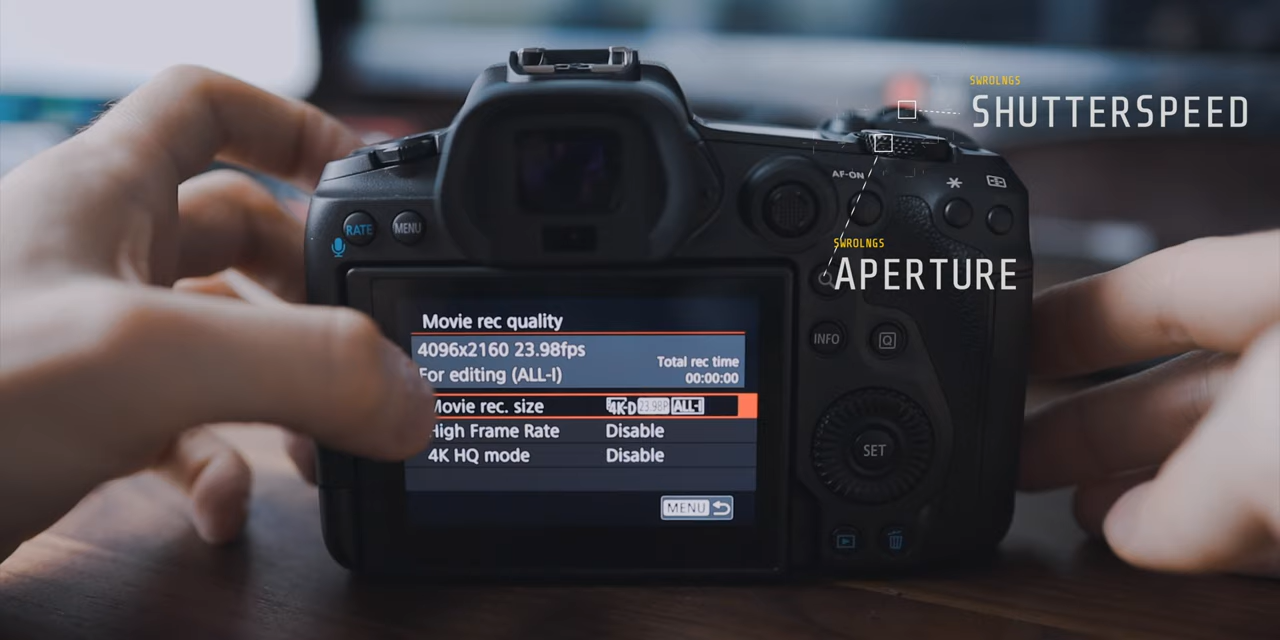 SWROLNGS
SHUTTERSPEED
AF-ON
RATE
MENU
SWROLNGS
APERTURE
Movie rec quality
4096x2160 23.98fps
For editing (ALL-I)
Total rec time
00:00:00
INFO
Q
Movie rec. size 4K-D 23.98P ALL-I
High Frame Rate Disable
4K HQ mode Disable
SET
MENU